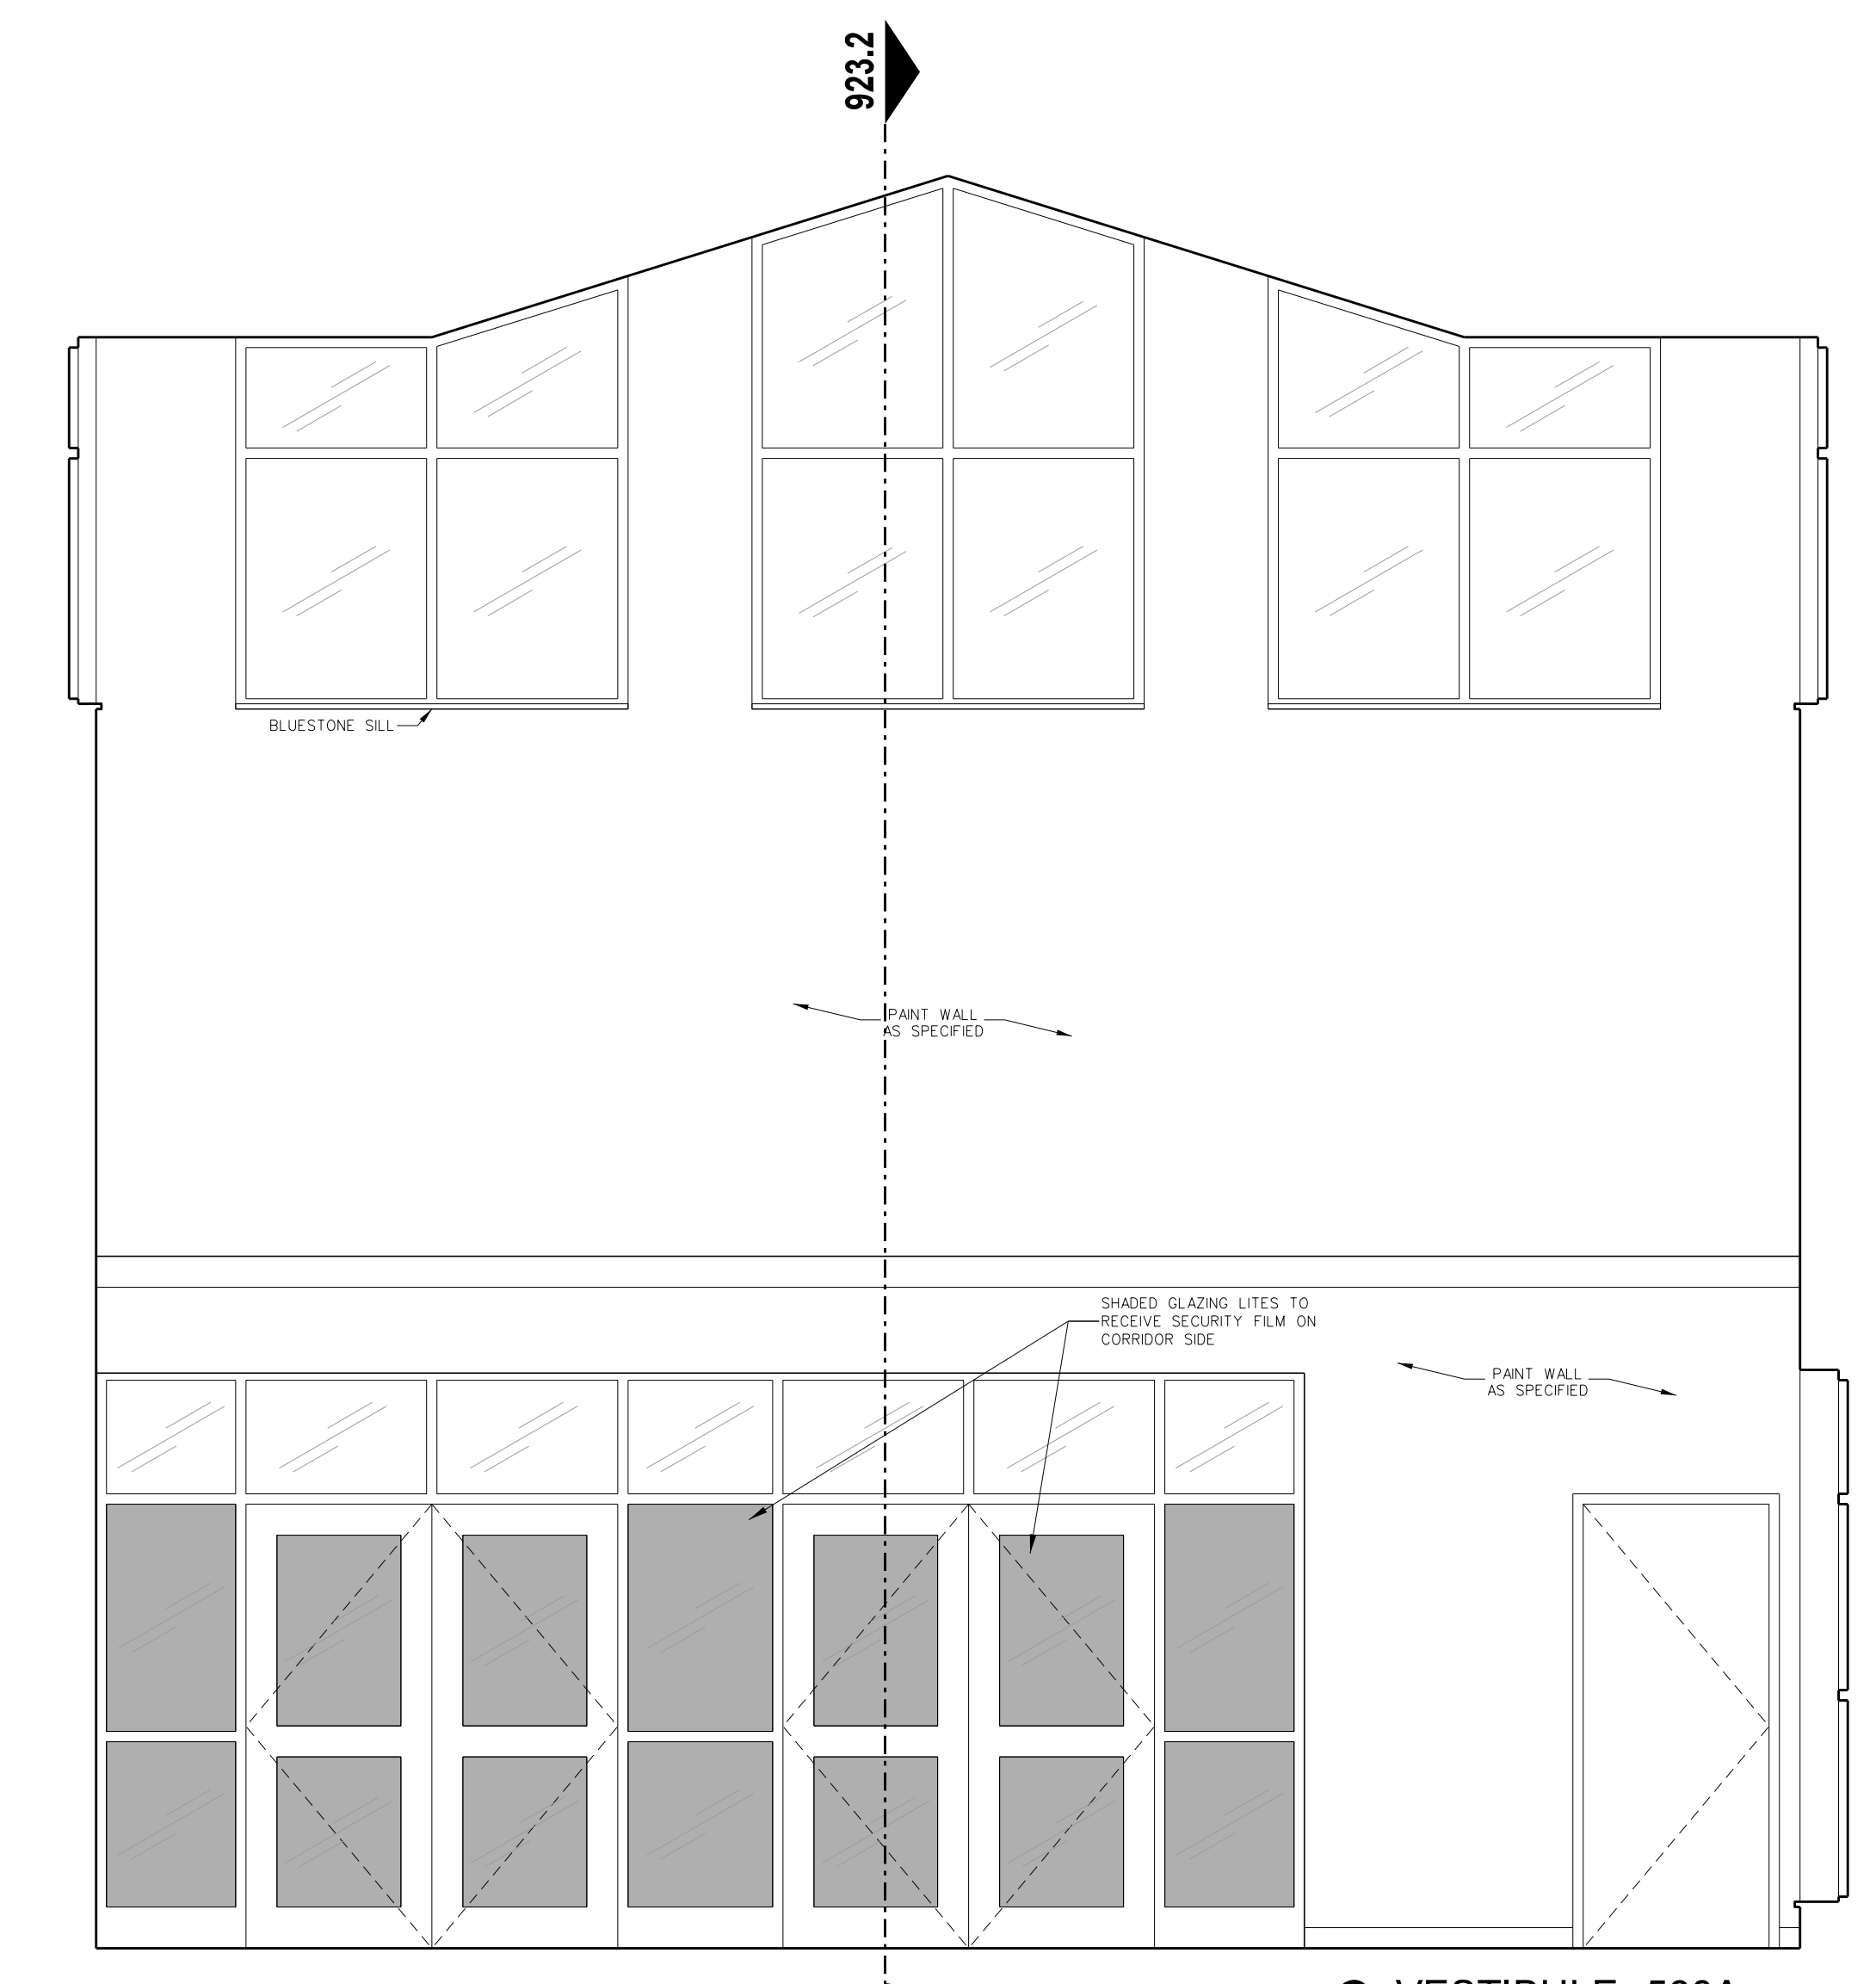 923.2
BLUESTONE SILL
PAINT WALL
AS SPECIFIED
SHADED GLAZING LITES TO
RECEIVE SECURITY FILM ON
CORRIDOR SIDE
PAINT WALL
AS SPECIFIED